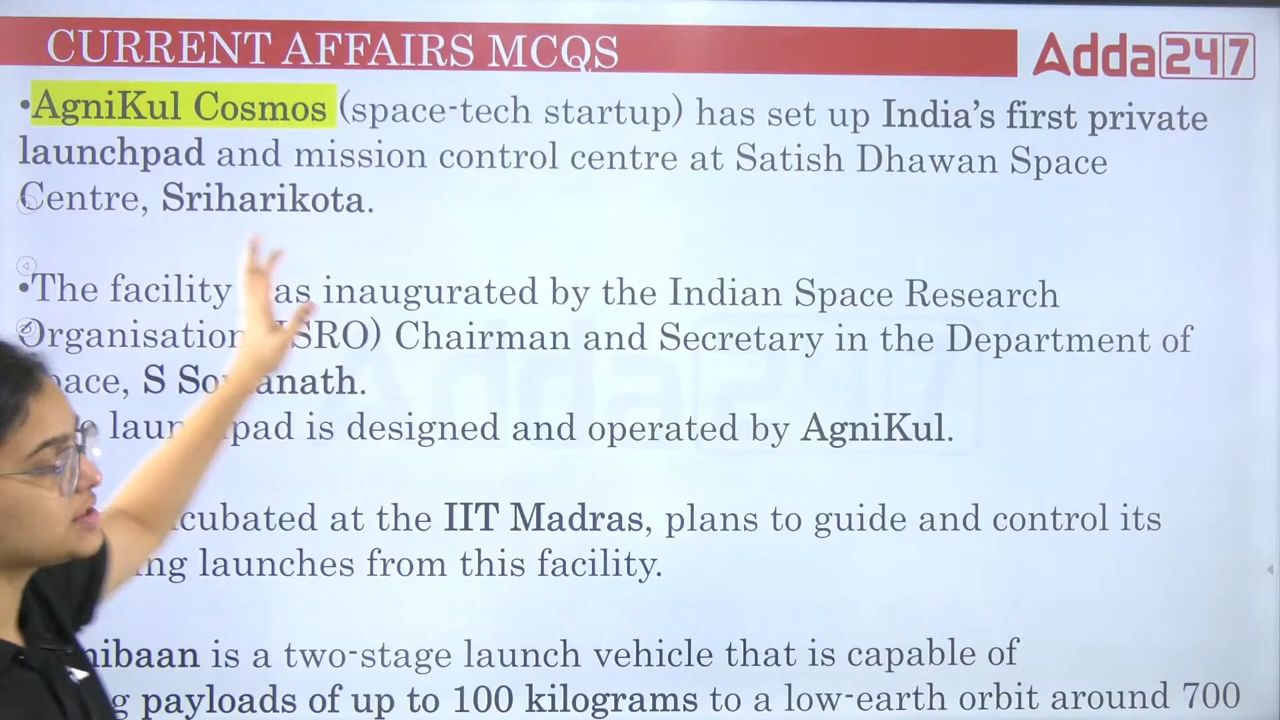 CURRENT AFFAIRS MCQS
Adda247
•AgniKul Cosmos (space-tech startup) has set up India's first private
launchpad and mission control centre at Satish Dhawan Space
Centre, Sriharikota.
•The facility as inaugurated by the Indian Space Research
Organisation SRO) Chairman and Secretary in the Department of
ace, S So anath.
laun pad is designed and operated by AgniKul.
cubated at the IIT Madras, plans to guide and control its
ng launches from this facility.
nibaan is a two-stage launch vehicle that is capable of
g payloads of up to 100 kilograms to a low-earth orbit around 700